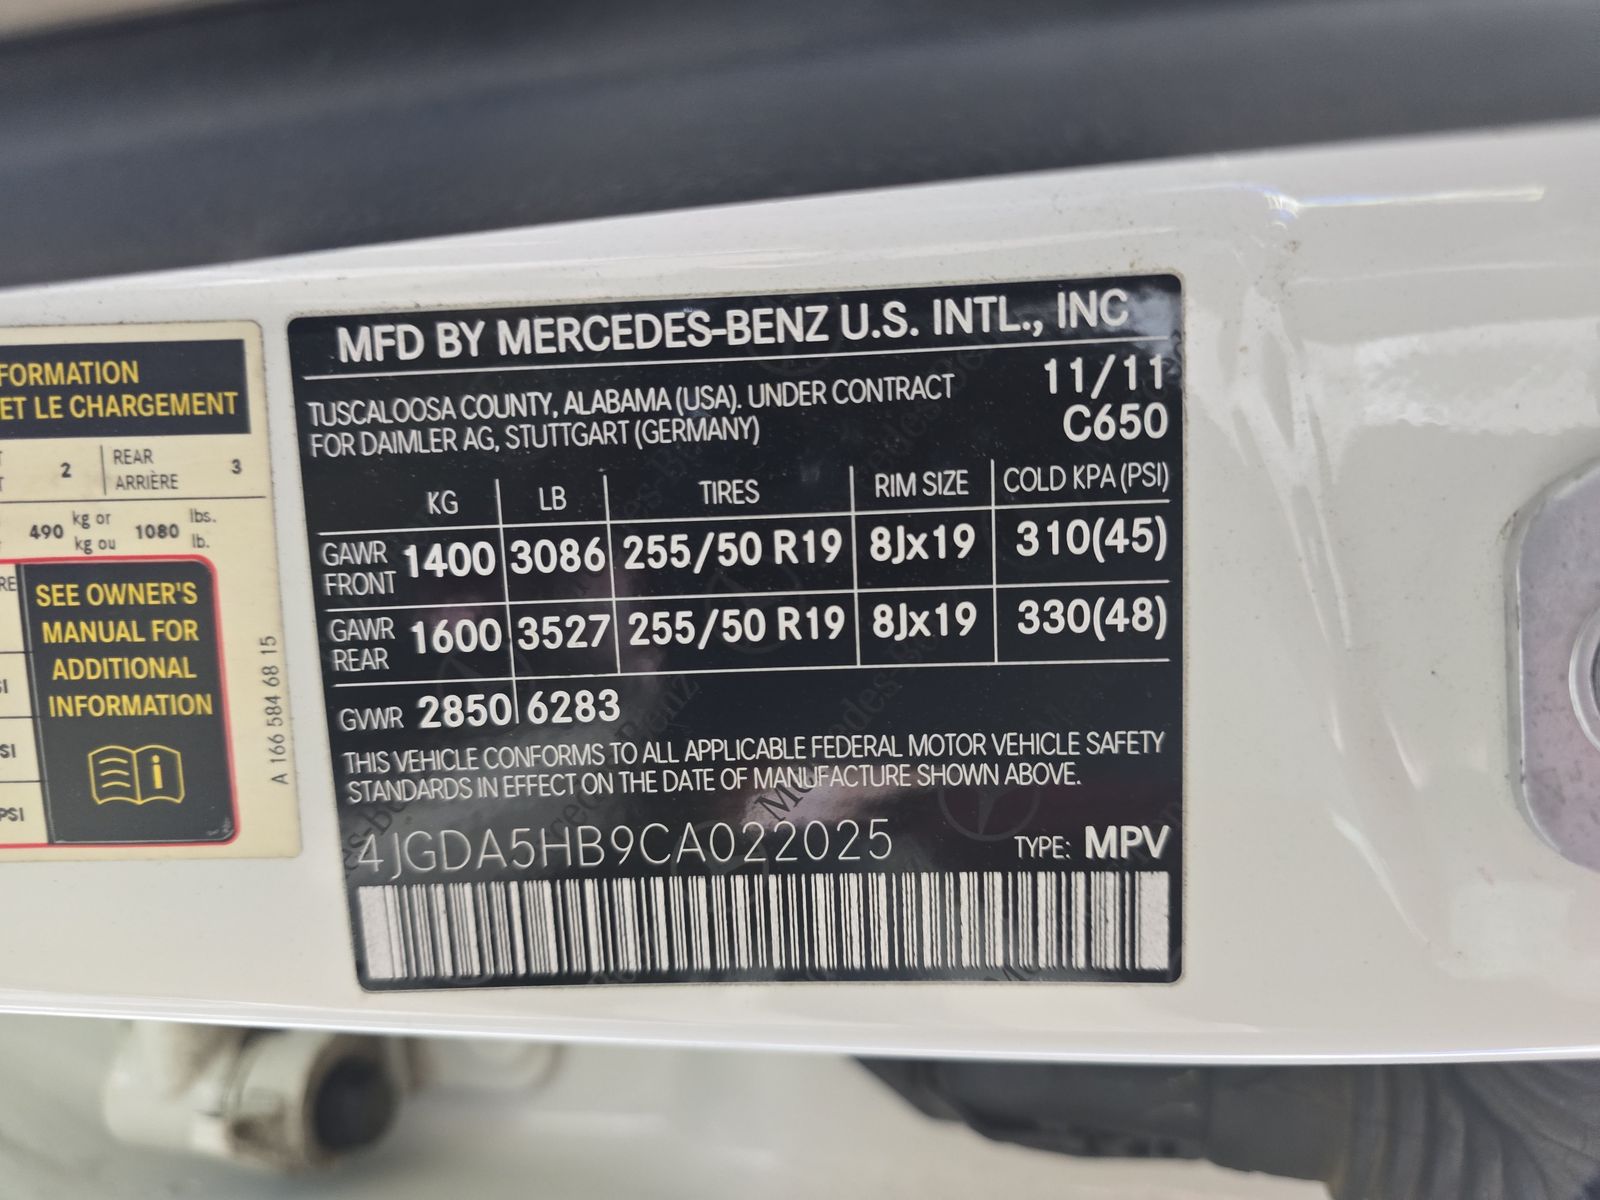 FORMATION
ET LE CHARGEMENT
2 REAR ARRIÈRE 3
490 kg or kg ou 1080 lbs. lb.
SEE OWNER'S
MANUAL FOR
ADDITIONAL
INFORMATION
PSI
A 166 584 68 15
MFD BY MERCEDES-BENZ U.S. INTL., INC
TUSCALOOSA COUNTY, ALABAMA (USA). UNDER CONTRACT 11/11
FOR DAIMLER AG, STUTTGART (GERMANY) C650
KG LB TIRES RIM SIZE COLD KPA (PSI)
GAWR FRONT 1400 3086 255/50 R19 8Jx19 310(45)
GAWR REAR 1600 3527 255/50 R19 8Jx19 330(48)
GVWR 2850 6283
THIS VEHICLE CONFORMS TO ALL APPLICABLE FEDERAL MOTOR VEHICLE SAFETY
STANDARDS IN EFFECT ON THE DATE OF MANUFACTURE SHOWN ABOVE.
4JGDA5HB9CA022025 TYPE: MPV